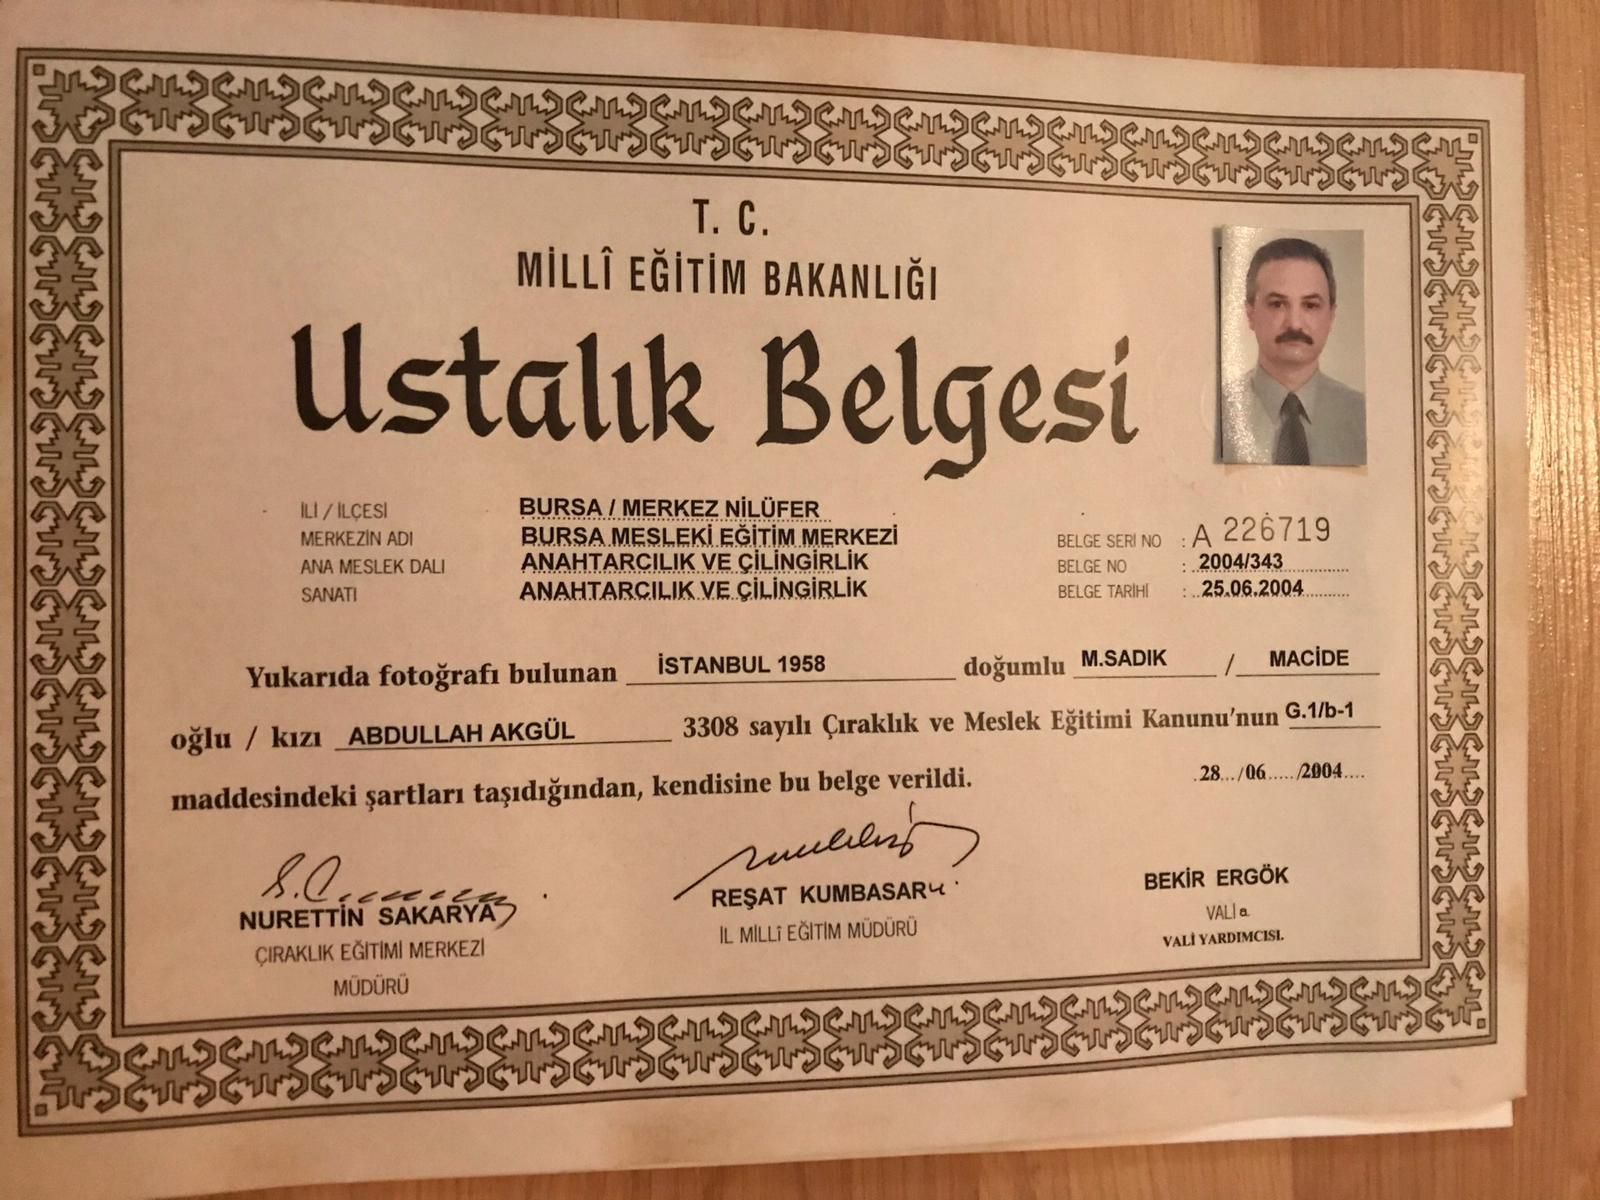 T. C.
MİLLÎ EĞİTİM BAKANLIĞI
Ustalık Belgesi
İLİ / İLÇESİ BURSA / MERKEZ NİLÜFER
MERKEZİN ADI BURSA MESLEKİ EĞİTİM MERKEZİ
ANA MESLEK DALI ANAHTARCILIK VE ÇİLİNGİRLİK
SANATI ANAHTARCILIK VE ÇİLİNGİRLİK
BELGE SERİ NO : A 226719
BELGE NO : 2004/343
BELGE TARİHİ : 25.06.2004
Yukarıda fotoğrafı bulunan İSTANBUL 1958 doğumlu M.SADIK / MACİDE
oğlu / kızı ABDULLAH AKGÜL 3308 sayılı Çıraklık ve Meslek Eğitimi Kanunu'nun G.1/b-1
maddesindeki şartları taşıdığından, kendisine bu belge verildi. 28.../06...../2004....
NURETTİN SAKARYA
ÇIRAKLIK EĞİTİMİ MERKEZİ
MÜDÜRÜ
REŞAT KUMBASAR
İL MİLLî EĞİTİM MÜDÜRÜ
BEKİR ERGÖK
VALİ a.
VALİ YARDIMCISI.